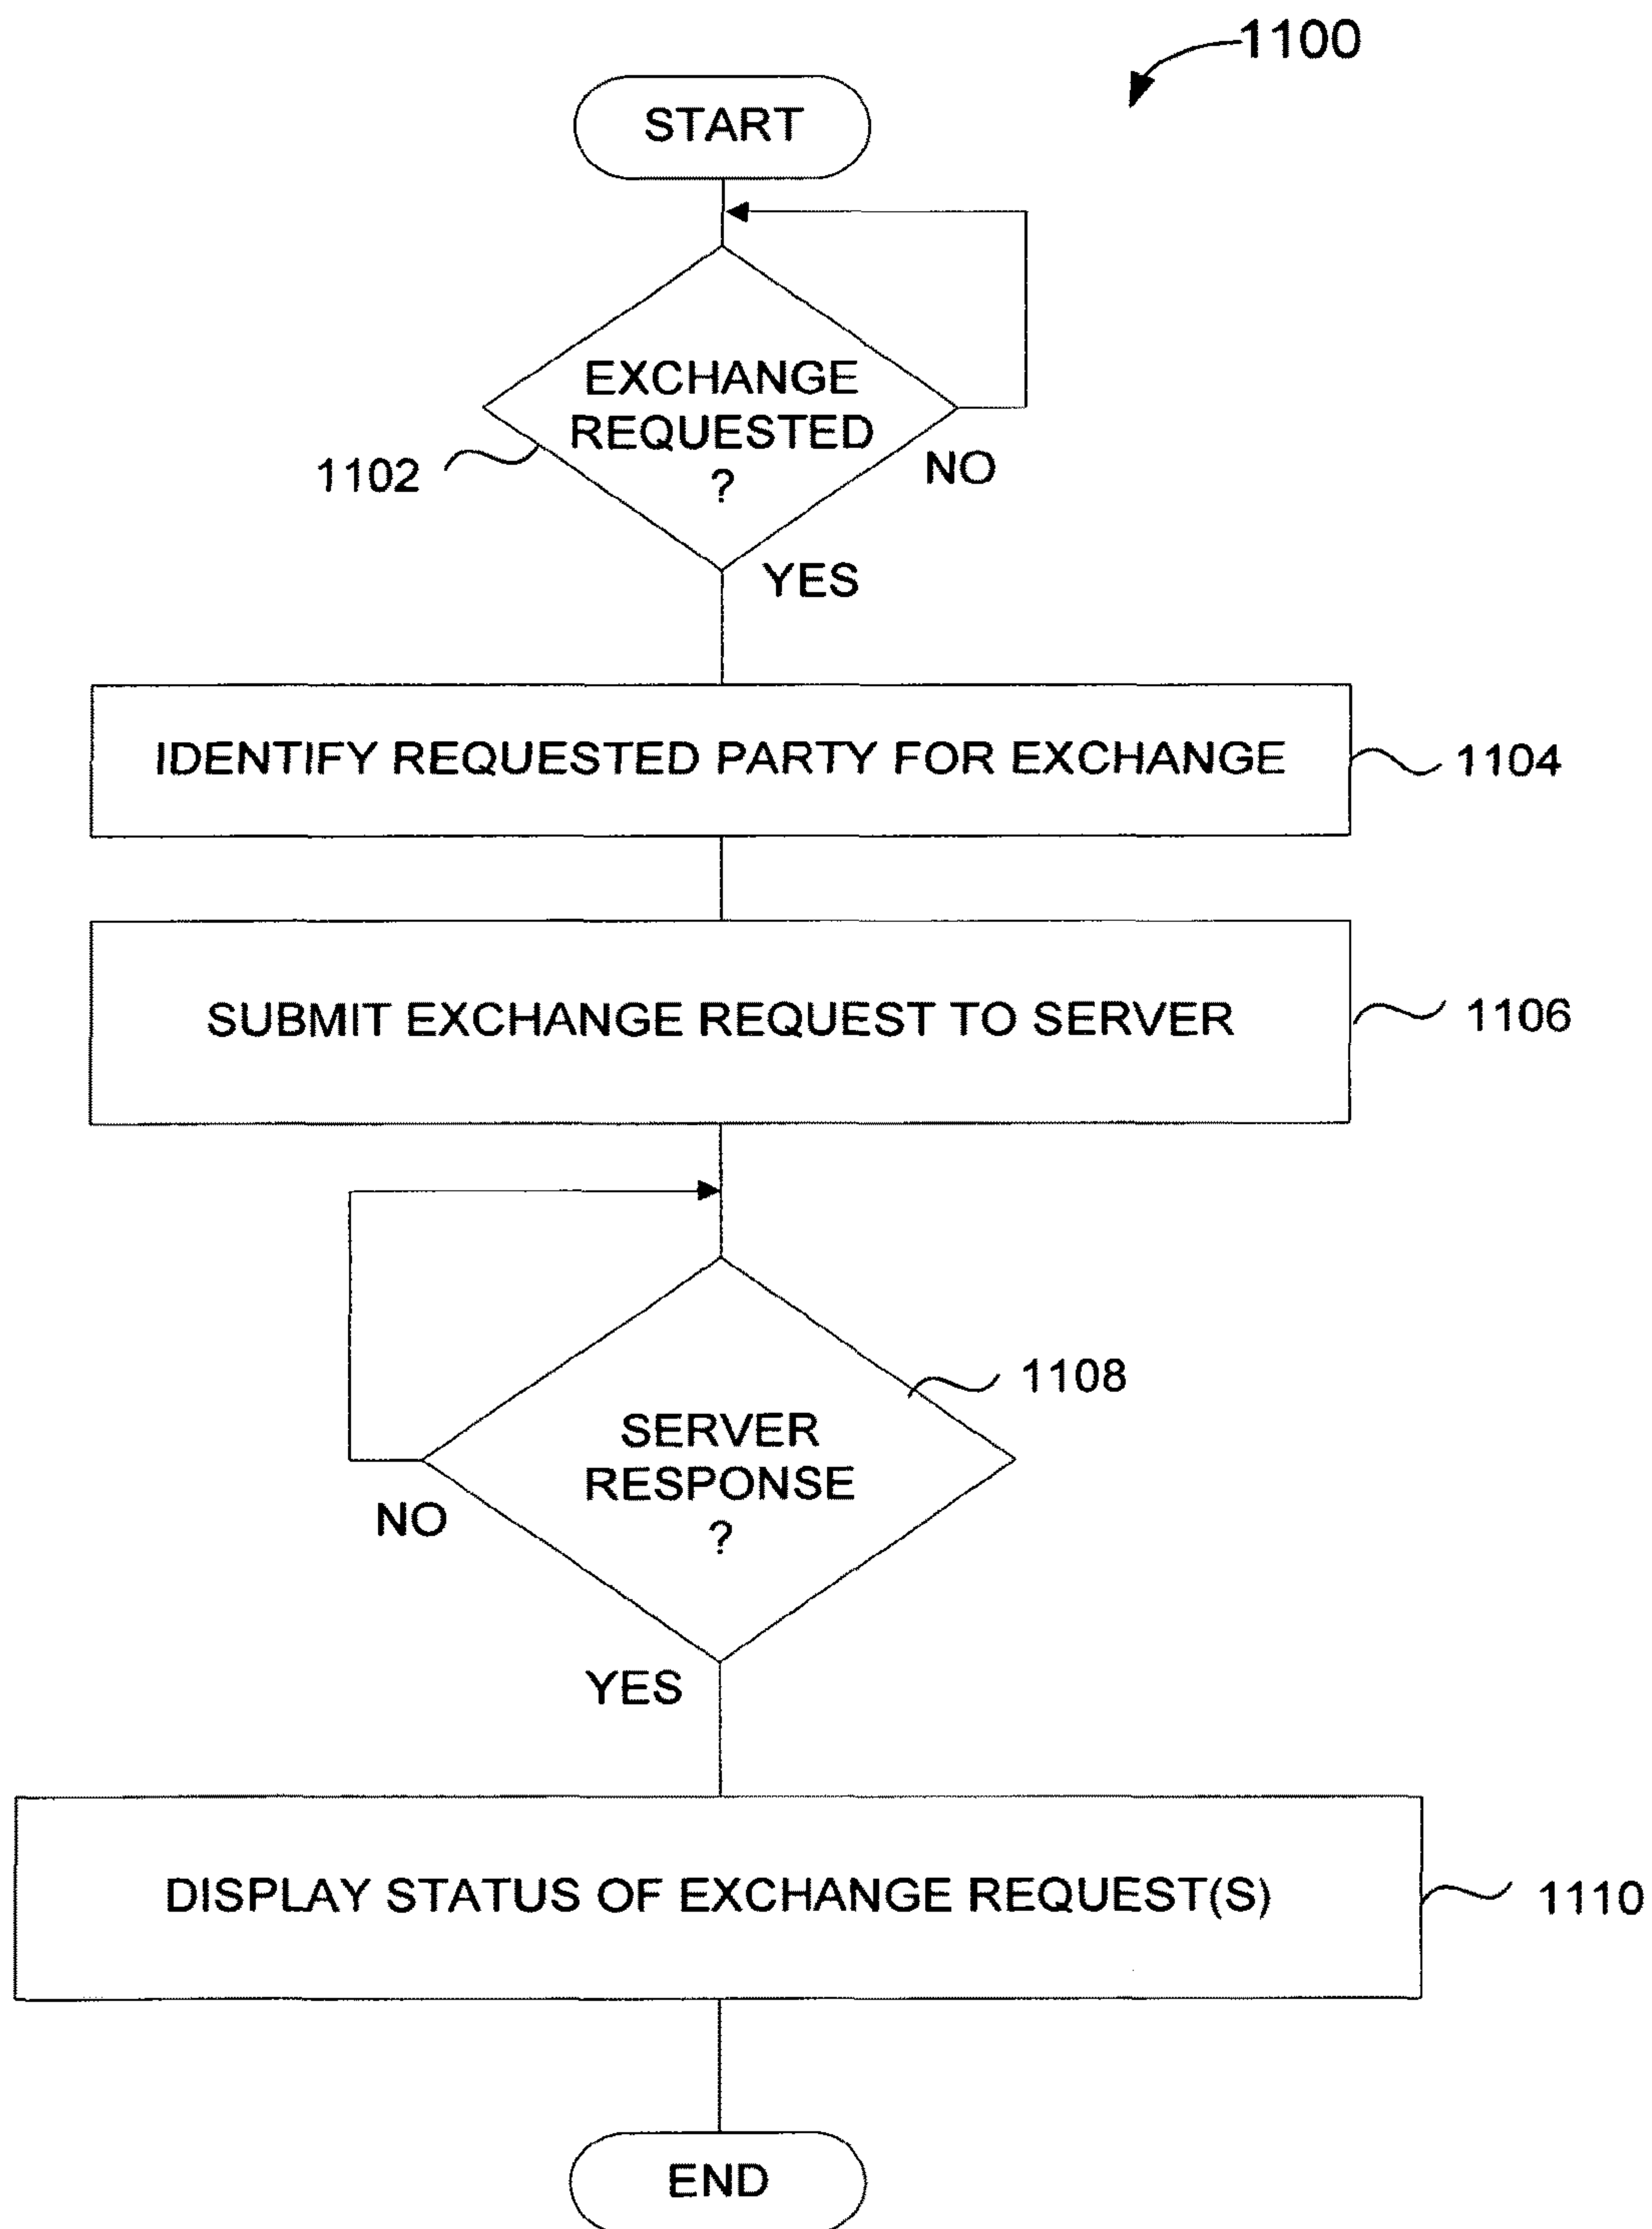 1100
START
EXCHANGE
REQUESTED
?
1102
NO
YES
IDENTIFY REQUESTED PARTY FOR EXCHANGE
1104
SUBMIT EXCHANGE REQUEST TO SERVER
1106
1108
SERVER
RESPONSE
?
NO
YES
DISPLAY STATUS OF EXCHANGE REQUEST(S)
1110
END